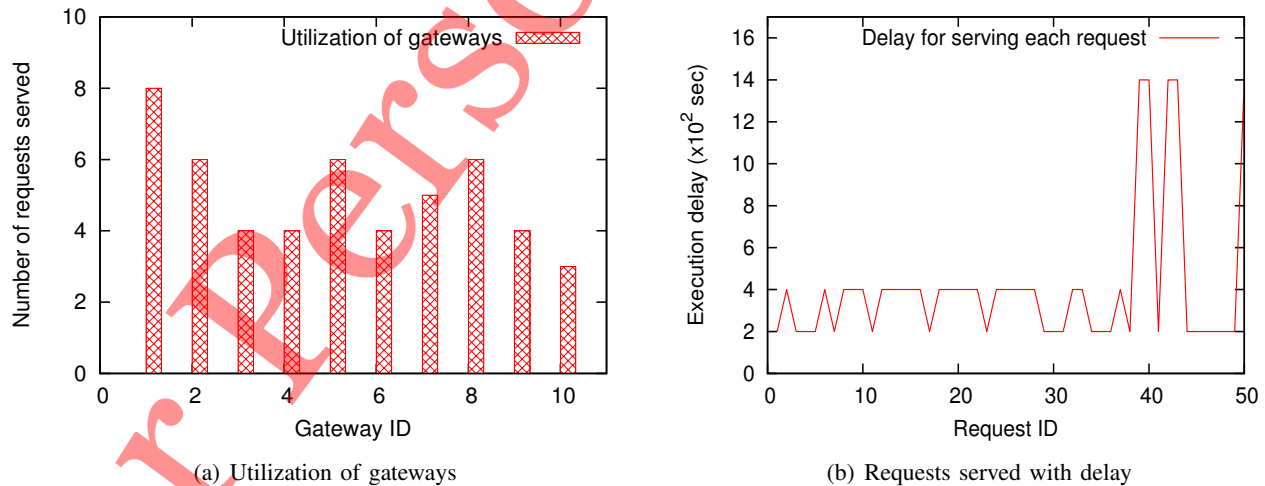 Utilization of gateways
Number of requests served
10
8
6
4
2
0
0 2 4 6 8 10
Gateway ID
(a) Utilization of gateways
Delay for serving each request
Execution delay (x10² sec)
16
14
12
10
8
6
4
2
0
0 10 20 30 40 50
Request ID
(b) Requests served with delay
r Perso